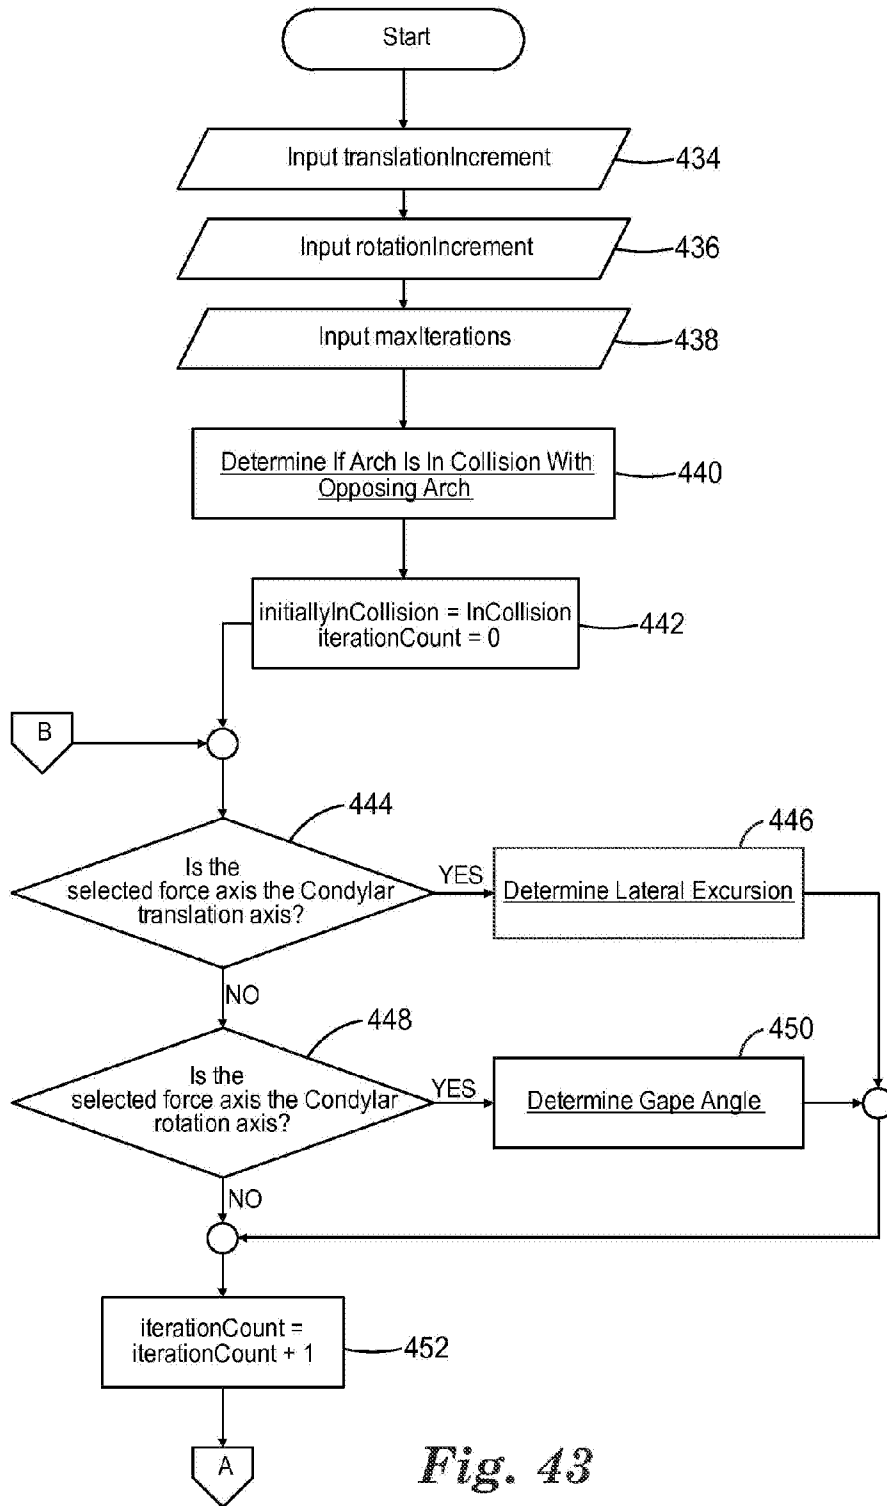 Start
Input translationIncrement
434
Input rotationIncrement
436
Input maxIterations
438
Determine If Arch Is In Collision With
Opposing Arch
440
initiallyInCollision = InCollision
iterationCount = 0
442
B
444
Is the
selected force axis the Condylar
translation axis?
YES
446
Determine Lateral Excursion
NO
448
Is the
selected force axis the Condylar
rotation axis?
YES
450
Determine Gape Angle
NO
iterationCount =
iterationCount + 1
452
A
Fig. 43